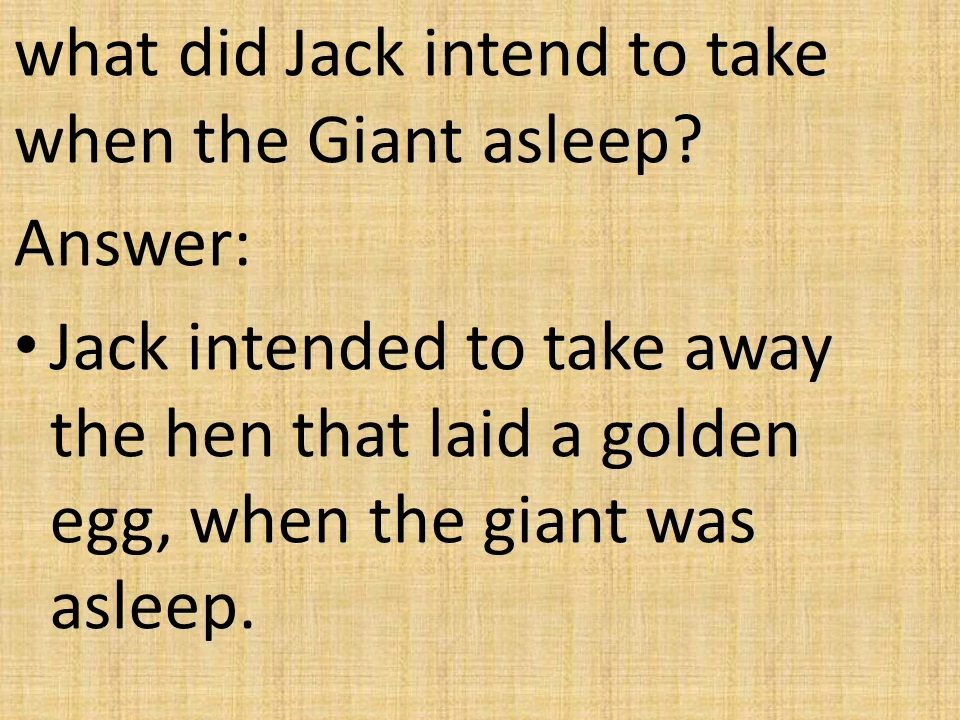 what did Jack intend to take
when the Giant asleep?
Answer:
• Jack intended to take away
the hen that laid a golden
egg, when the giant was
asleep.